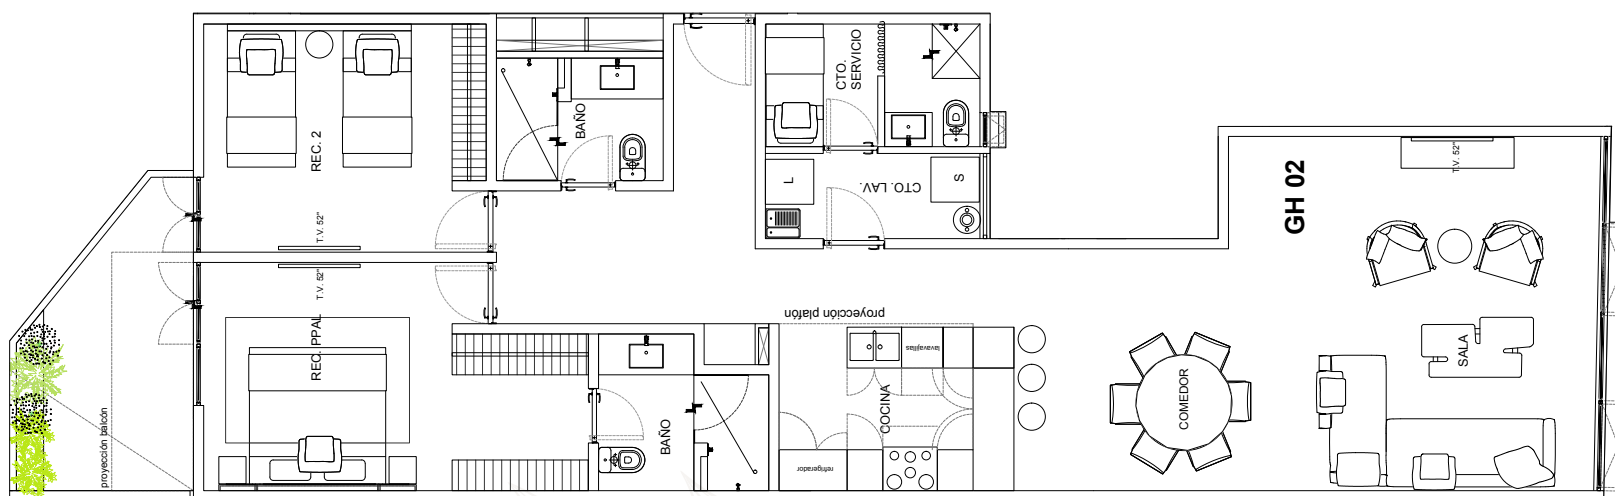 REC. 2
T.V. 52"
T.V. 52"
REC. PPAL
proyección balcón
BAÑO
BAÑO
CTO.
SERVICIO
L
CTO. LAV.
S
proyección plafón
lavavajillas
COCINA
refrigerador
COMEDOR
GH 02
T.V. 52"
SALA